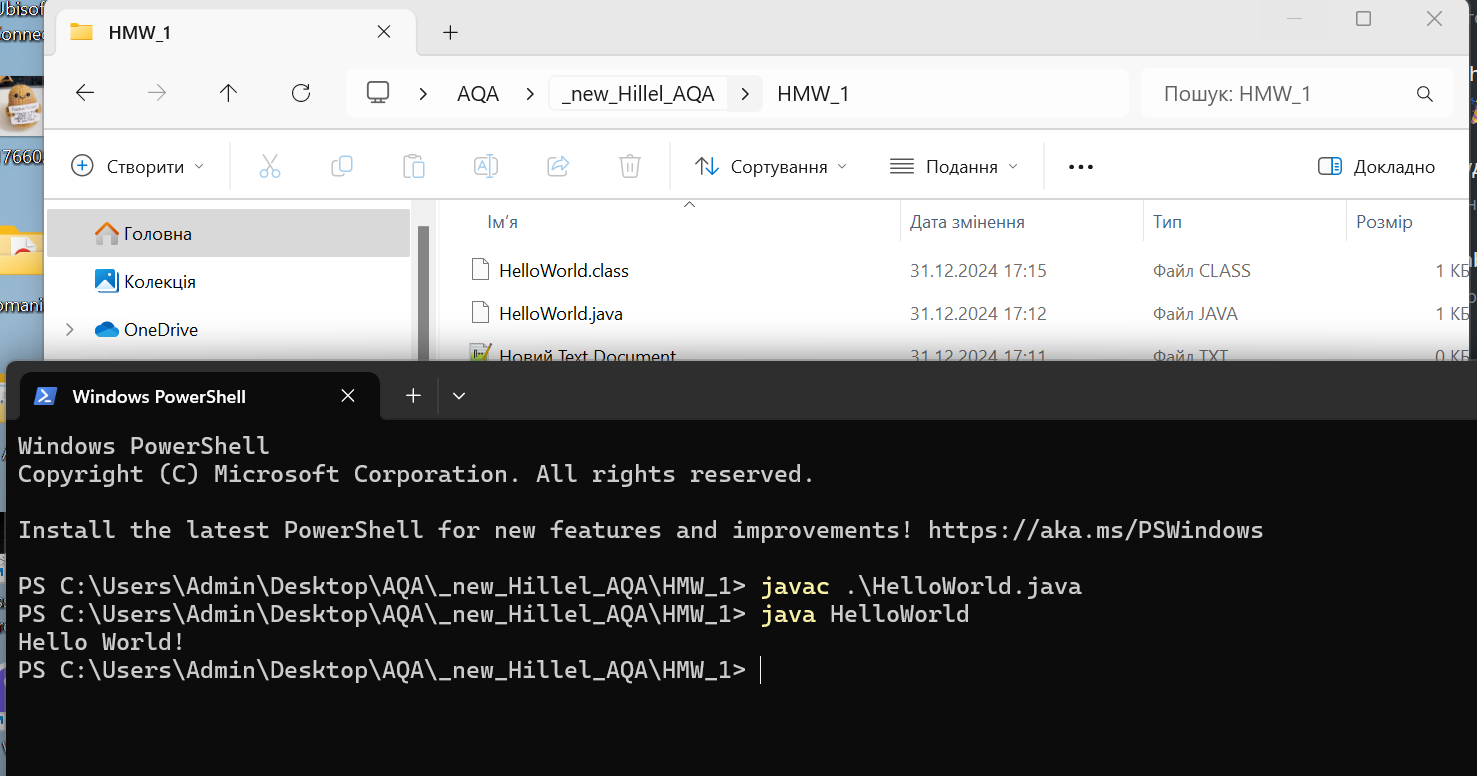 HMW_1
AQA
_new_Hillel_AQA
HMW_1
Пошук: HMW_1
Створити
Сортування
Подання
Докладно
Ім'я Дата змінення Тип Розмір
Головна
Колекція
OneDrive
HelloWorld.class 31.12.2024 17:15 Файл CLASS 1 КБ
HelloWorld.java 31.12.2024 17:12 Файл JAVA 1 КБ
Новий Text Document 31.12.2024 17:11 Файл TXT 0 КБ
Windows PowerShell
Windows PowerShell
Copyright (C) Microsoft Corporation. All rights reserved.
Install the latest PowerShell for new features and improvements! https://aka.ms/PSWindows
PS C:\Users\Admin\Desktop\AQA\_new_Hillel_AQA\HMW_1> javac .\HelloWorld.java
PS C:\Users\Admin\Desktop\AQA\_new_Hillel_AQA\HMW_1> java HelloWorld
Hello World!
PS C:\Users\Admin\Desktop\AQA\_new_Hillel_AQA\HMW_1>